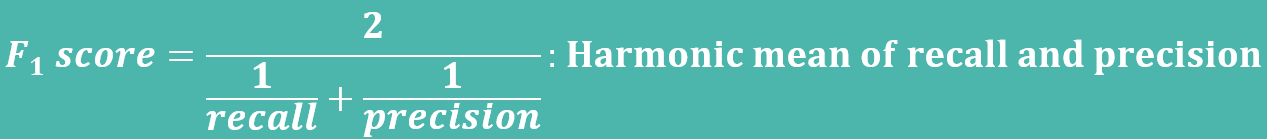 F₁ score = 2 / (1/recall + 1/precision) : Harmonic mean of recall and precision